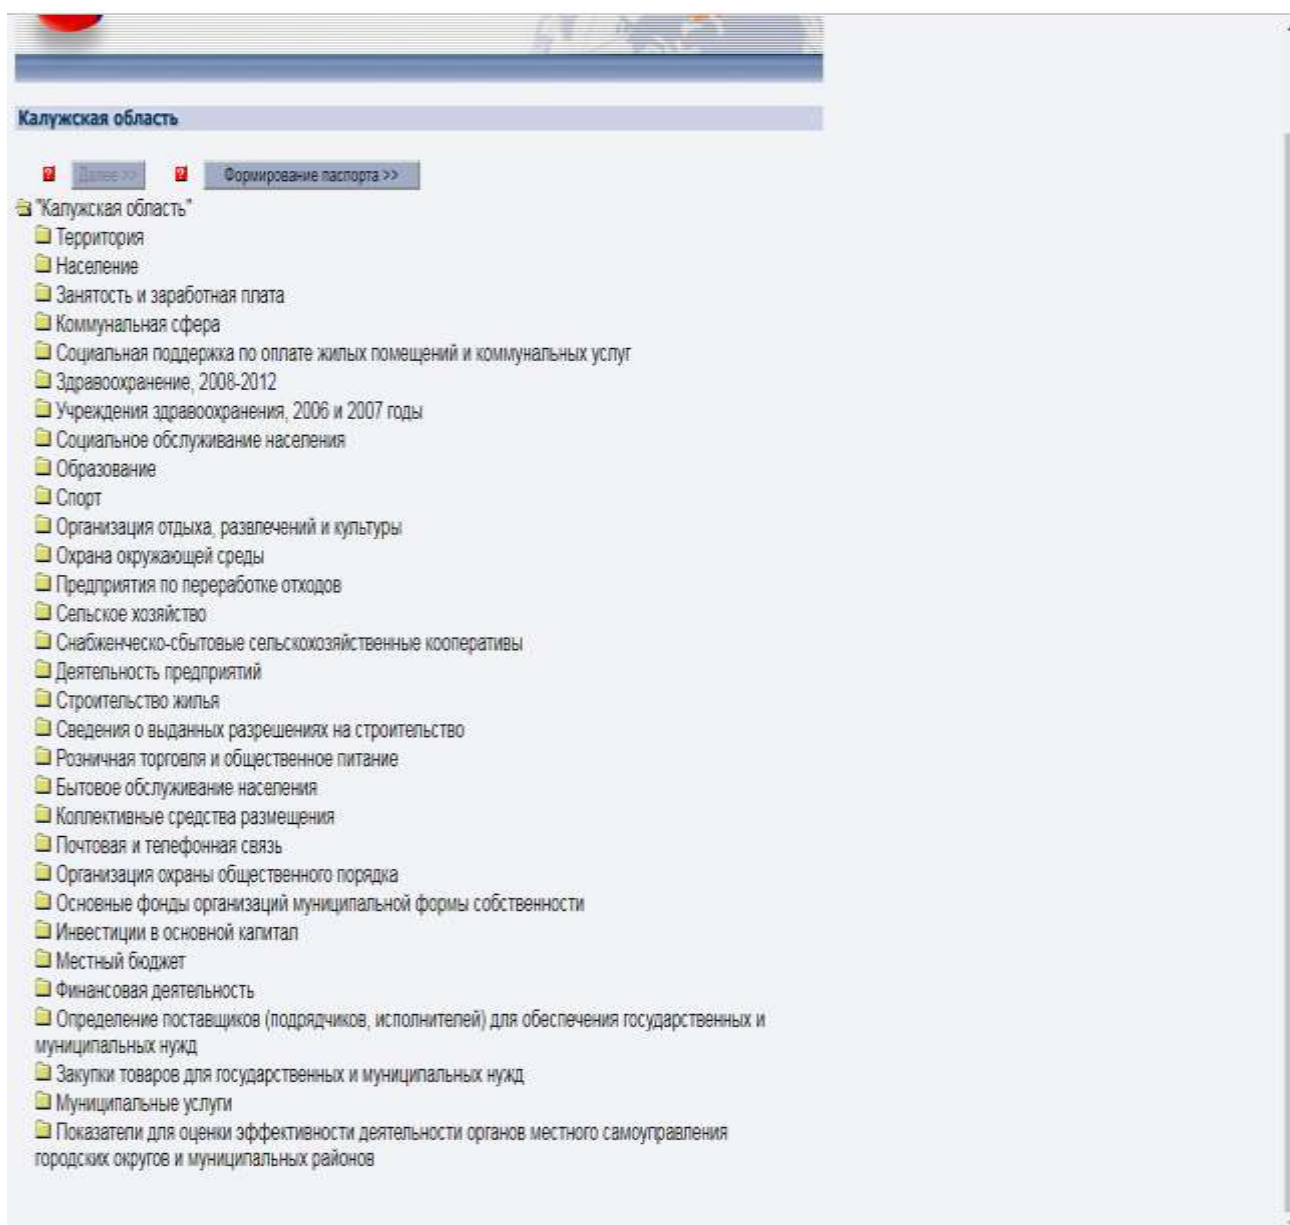 Калужская область
? Далее >> ? Формирование паспорта >>
"Калужская область"
Территория
Население
Занятость и заработная плата
Коммунальная сфера
Социальная поддержка по оплате жилых помещений и коммунальных услуг
Здравоохранение, 2008-2012
Учреждения здравоохранения, 2006 и 2007 годы
Социальное обслуживание населения
Образование
Спорт
Организация отдыха, развлечений и культуры
Охрана окружающей среды
Предприятия по переработке отходов
Сельское хозяйство
Снабженческо-сбытовые сельскохозяйственные кооперативы
Деятельность предприятий
Строительство жилья
Сведения о выданных разрешениях на строительство
Розничная торговля и общественное питание
Бытовое обслуживание населения
Коллективные средства размещения
Почтовая и телефонная связь
Организация охраны общественного порядка
Основные фонды организаций муниципальной формы собственности
Инвестиции в основной капитал
Местный бюджет
Финансовая деятельность
Определение поставщиков (подрядчиков, исполнителей) для обеспечения государственных и
муниципальных нужд
Закупки товаров для государственных и муниципальных нужд
Муниципальные услуги
Показатели для оценки эффективности деятельности органов местного самоуправления
городских округов и муниципальных районов